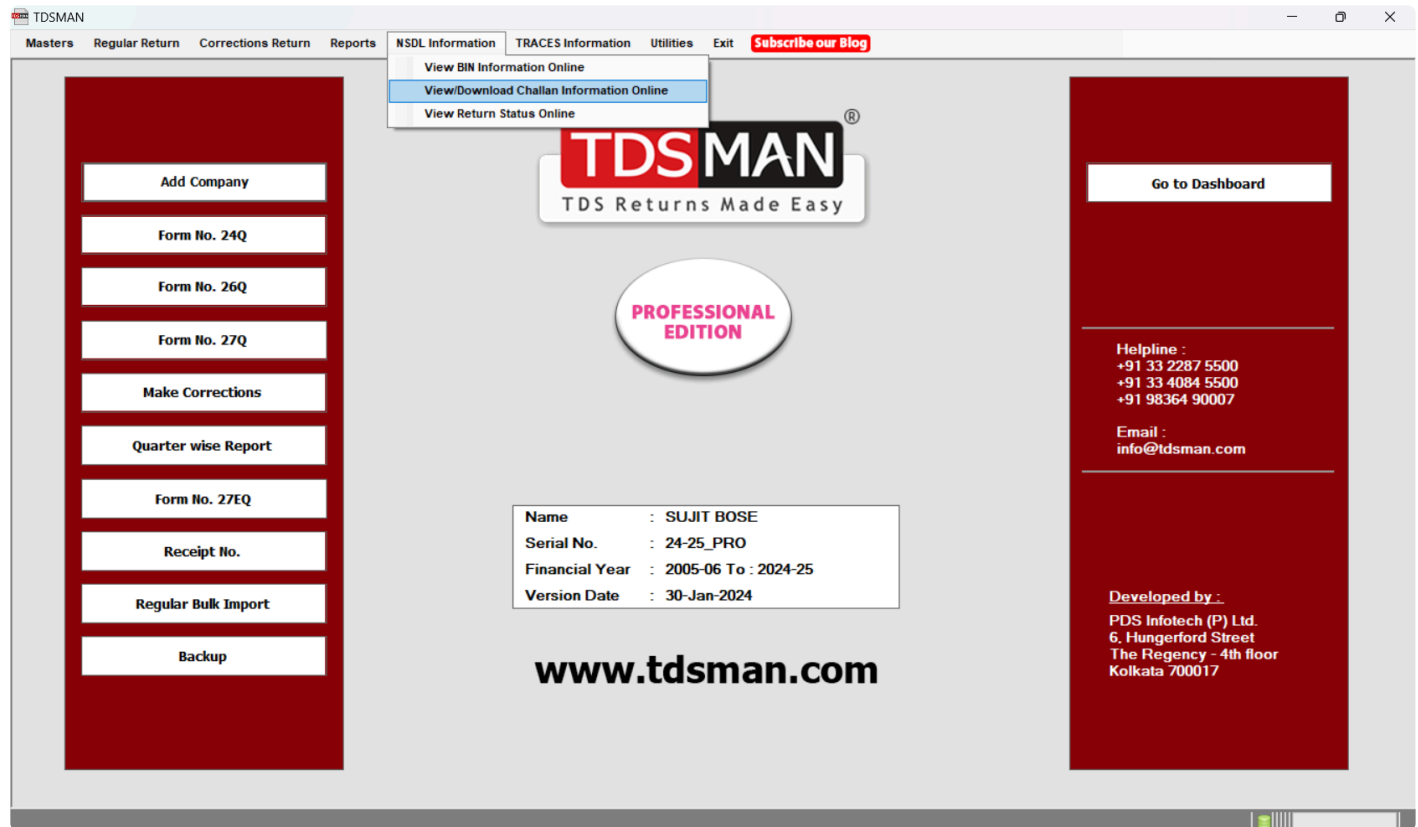 TDSMAN
Masters Regular Return Corrections Return Reports NSDL Information TRACES Information Utilities Exit Subscribe our Blog
View BIN Information Online
View/Download Challan Information Online
View Return Status Online
Add Company
Form No. 24Q
Form No. 26Q
Form No. 27Q
Make Corrections
Quarter wise Report
Form No. 27EQ
Receipt No.
Regular Bulk Import
Backup
TDSMAN®
TDS Returns Made Easy
PROFESSIONAL
EDITION
Name : SUJIT BOSE
Serial No. : 24-25_PRO
Financial Year : 2005-06 To : 2024-25
Version Date : 30-Jan-2024
www.tdsman.com
Go to Dashboard
Helpline :
+91 33 2287 5500
+91 33 4084 5500
+91 98364 90007
Email :
info@tdsman.com
Developed by :
PDS Infotech (P) Ltd.
6, Hungerford Street
The Regency - 4th floor
Kolkata 700017